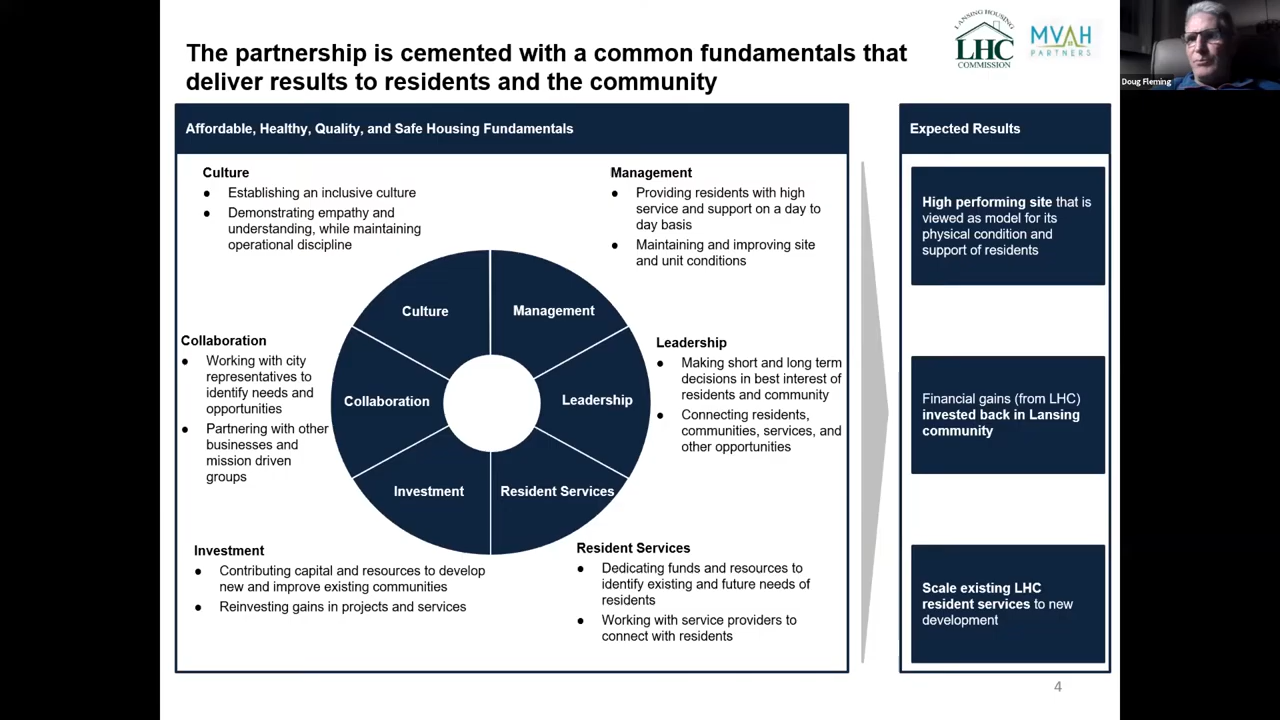 The partnership is cemented with a common fundamentals that
deliver results to residents and the community
LANSING HOUSING
LHC
COMMISSION
MVAH
PARTNERS
Doug Fleming
Affordable, Healthy, Quality, and Safe Housing Fundamentals
Culture
● Establishing an inclusive culture
● Demonstrating empathy and
understanding, while maintaining
operational discipline
Management
● Providing residents with high
service and support on a day to
day basis
● Maintaining and improving site
and unit conditions
Collaboration
● Working with city
representatives to
identify needs and
opportunities
● Partnering with other
businesses and
mission driven
groups
Culture
Management
Collaboration
Leadership
Investment
Resident Services
Leadership
● Making short and long term
decisions in best interest of
residents and community
● Connecting residents,
communities, services, and
other opportunities
Investment
● Contributing capital and resources to develop
new and improve existing communities
● Reinvesting gains in projects and services
Resident Services
● Dedicating funds and resources to
identify existing and future needs of
residents
● Working with service providers to
connect with residents
Expected Results
High performing site that is
viewed as model for its
physical condition and
support of residents
Financial gains (from LHC)
invested back in Lansing
community
Scale existing LHC
resident services to new
development
4